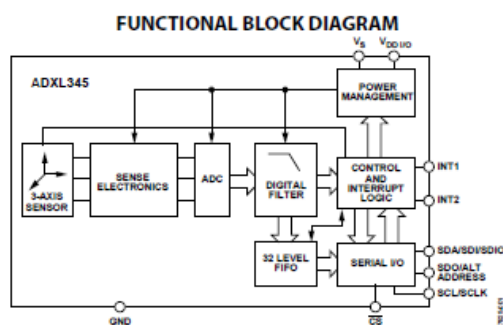 FUNCTIONAL BLOCK DIAGRAM
VS
VDD I/O
ADXL345
POWER
MANAGEMENT
3-AXIS
SENSOR
SENSE
ELECTRONICS
ADC
DIGITAL
FILTER
CONTROL
AND
INTERRUPT
LOGIC
INT1
INT2
32 LEVEL
FIFO
SERIAL I/O
SDA/SDI/SDIO
SDO/ALT
ADDRESS
SCL/SCLK
GND
CS